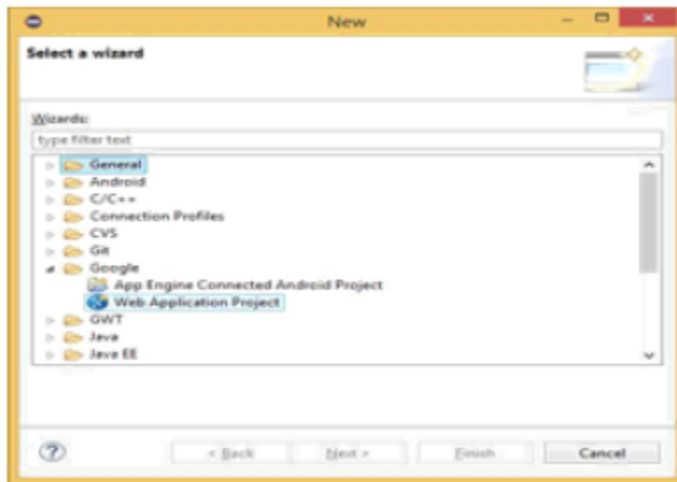 New
Select a wizard
Wizards:
type filter text
General
Android
C/C++
Connection Profiles
CVS
Git
Google
App Engine Connected Android Project
Web Application Project
GWT
Java
Java EE
? < Back Next > Finish Cancel